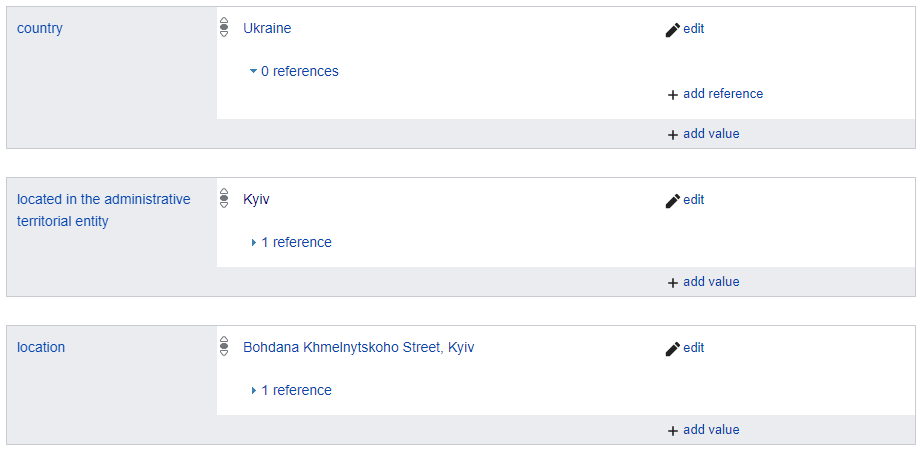 country
Ukraine
edit
0 references
add reference
add value
located in the administrative
territorial entity
Kyiv
edit
1 reference
add value
location
Bohdana Khmelnytskoho Street, Kyiv
edit
1 reference
add value